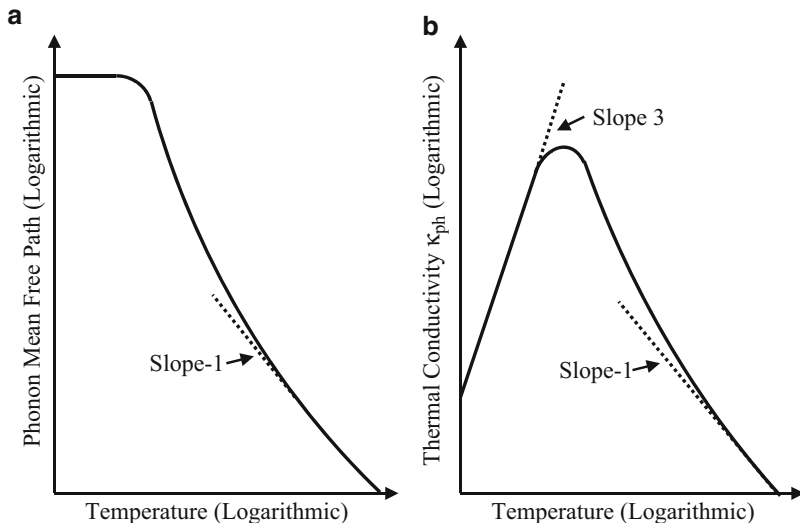 a
Phonon Mean Free Path (Logarithmic)
Slope-1
Temperature (Logarithmic)
b
Thermal Conductivity κph (Logarithmic)
Slope 3
Slope-1
Temperature (Logarithmic)